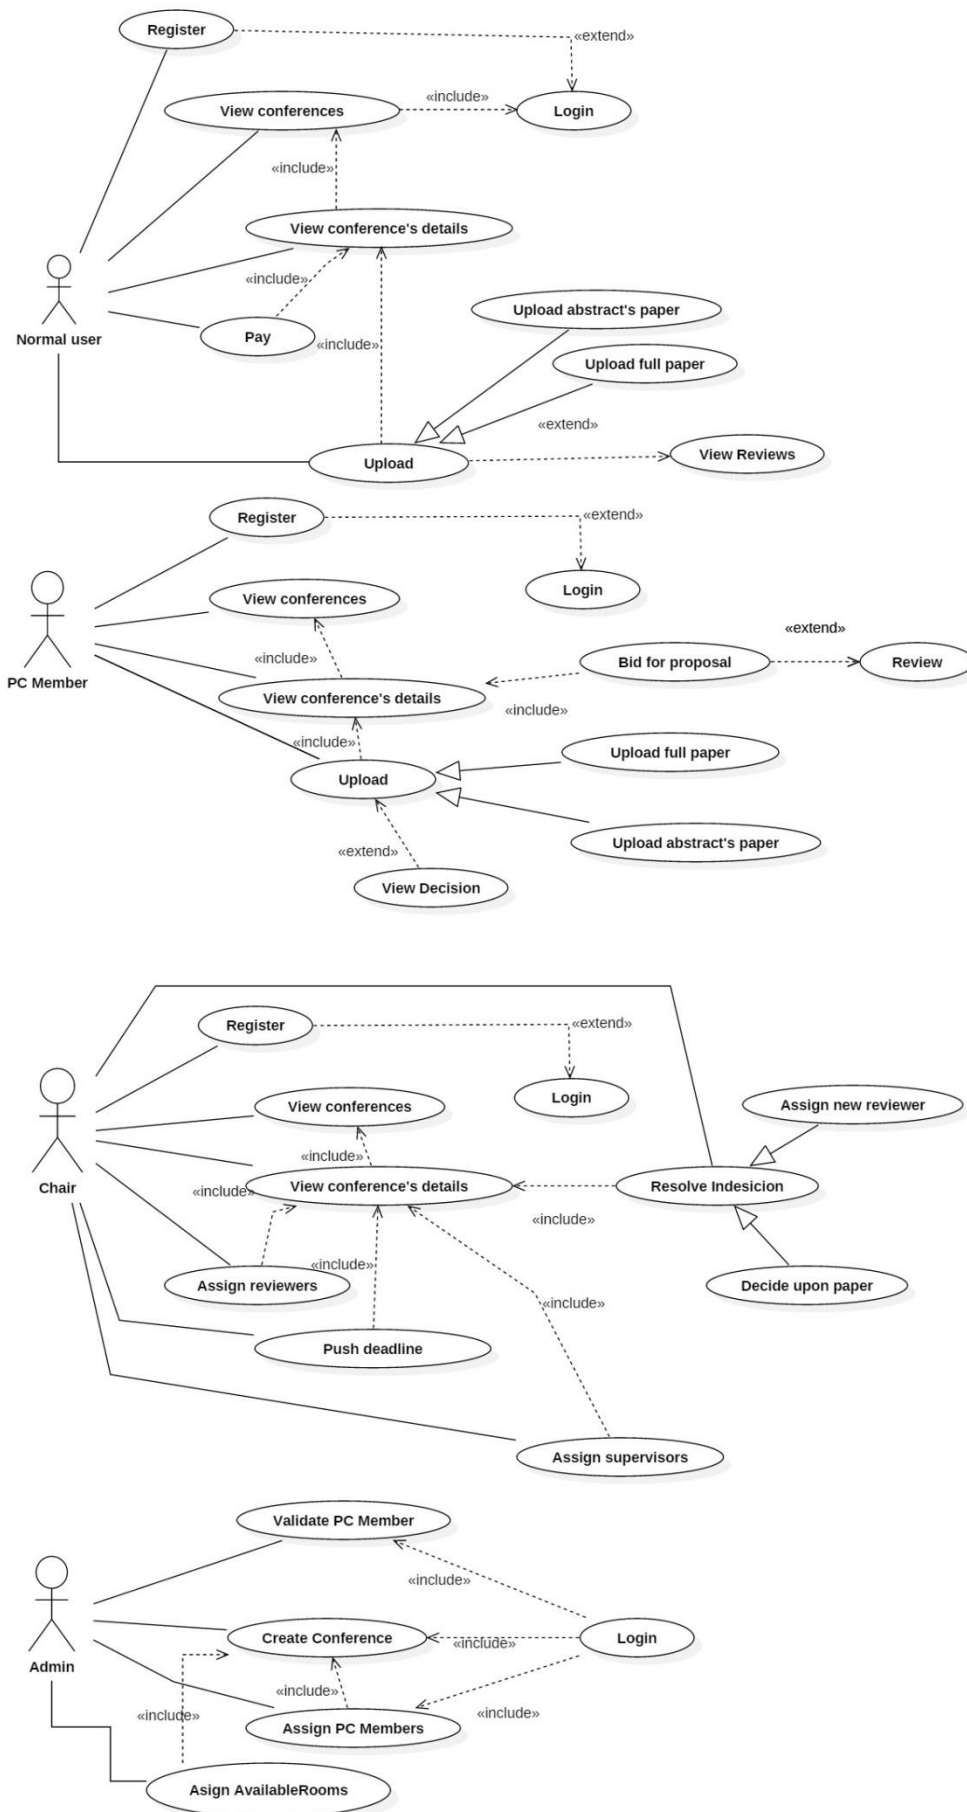 Register
«extend»
View conferences
«include»
Login
«include»
View conference's details
«include»
Normal user
Pay
«include»
Upload abstract's paper
Upload full paper
«extend»
Upload
View Reviews
Register
«extend»
PC Member
View conferences
Login
«include»
Bid for proposal
«extend»
Review
View conference's details
«include»
«include»
Upload full paper
Upload
Upload abstract's paper
«extend»
View Decision
Register
«extend»
Chair
View conferences
Login
Assign new reviewer
«include»
View conference's details
Resolve Indesicion
«include»
«include»
«include»
Assign reviewers
Decide upon paper
«include»
Push deadline
Assign supervisors
Validate PC Member
«include»
Admin
Create Conference
«include»
Login
«include»
«include»
«include»
Assign PC Members
Asign AvailableRooms